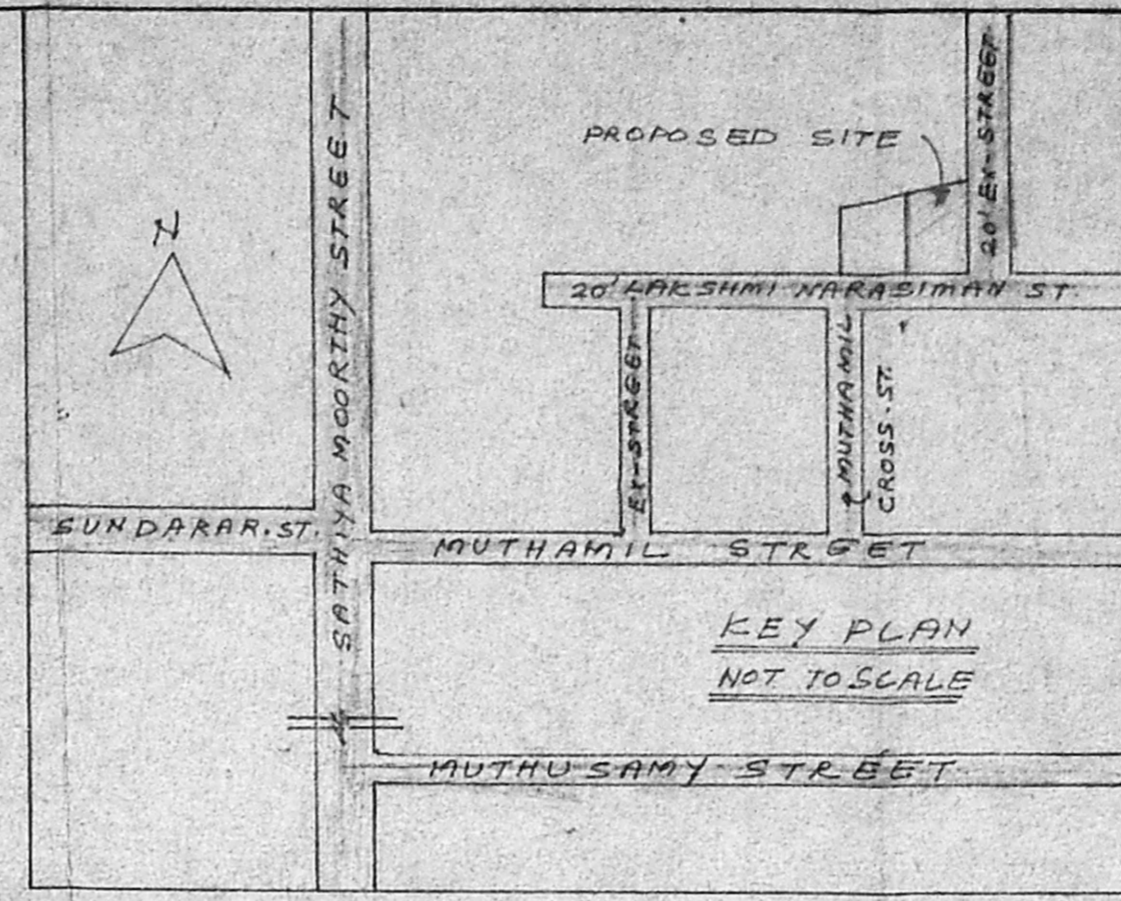 PROPOSED SITE
20' EX-STREET
N
SATHIYA MOORTHY STREET
20' LAKSHMI NARASIMAN ST.
EX-STREET
MUTHAMIL
CROSS.ST.
SUNDARAR.ST.
MUTHAMIL STREET
KEY PLAN
NOT TO SCALE
MUTHUSAMY STREET